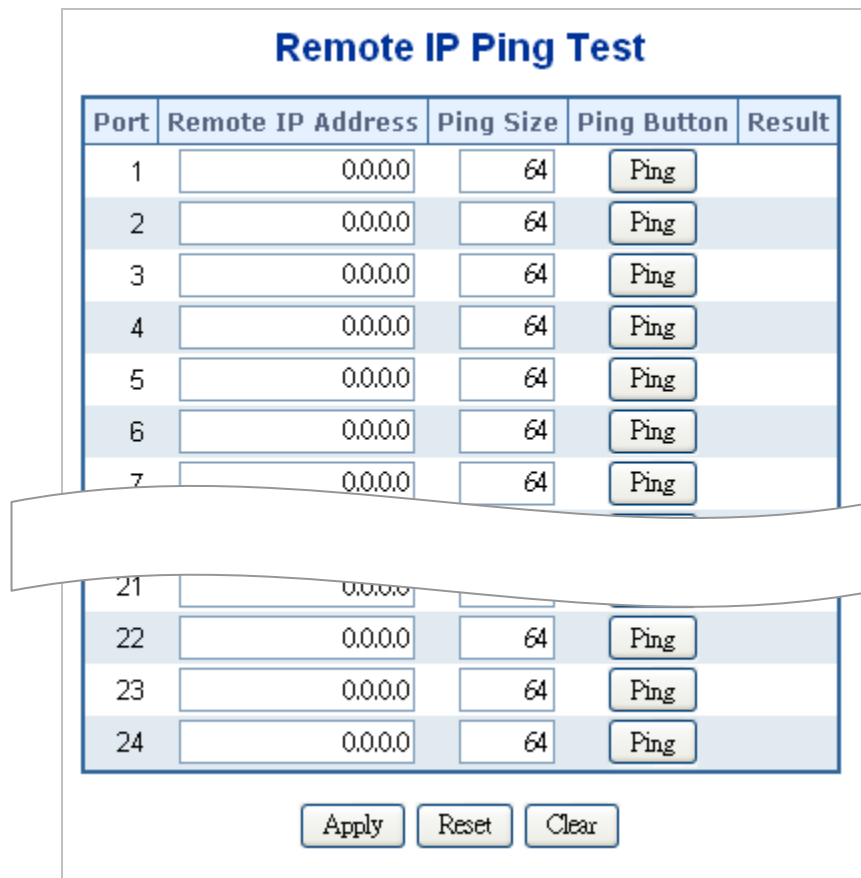 Remote IP Ping Test
Port Remote IP Address Ping Size Ping Button Result
1 0.0.0.0 64 Ping
2 0.0.0.0 64 Ping
3 0.0.0.0 64 Ping
4 0.0.0.0 64 Ping
5 0.0.0.0 64 Ping
6 0.0.0.0 64 Ping
7 0.0.0.0 64 Ping
21 0.0.0.0
22 0.0.0.0 64 Ping
23 0.0.0.0 64 Ping
24 0.0.0.0 64 Ping
Apply Reset Clear